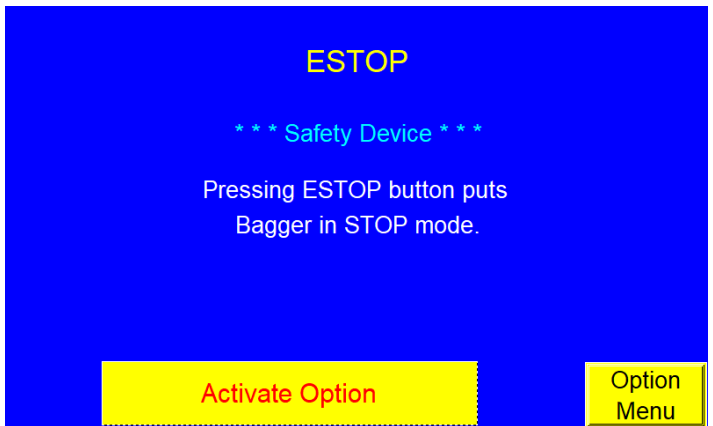 ESTOP
* * * Safety Device * * *
Pressing ESTOP button puts
Bagger in STOP mode.
Activate Option
Option
Menu